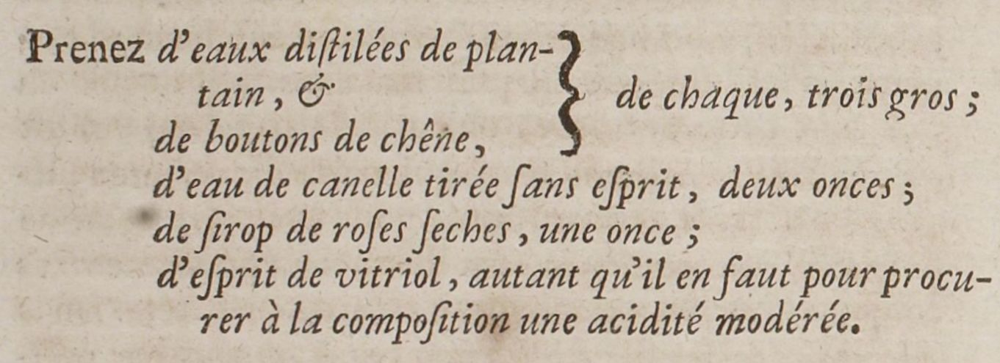 Prenez d'eaux diſtilées de plan-
tain, & de chaque, trois gros;
de boutons de chêne,
d'eau de canelle tirée ſans eſprit, deux onces;
de ſirop de roſes ſeches, une once;
d'eſprit de vitriol, autant qu'il en faut pour procu-
rer à la compoſition une acidité modérée.